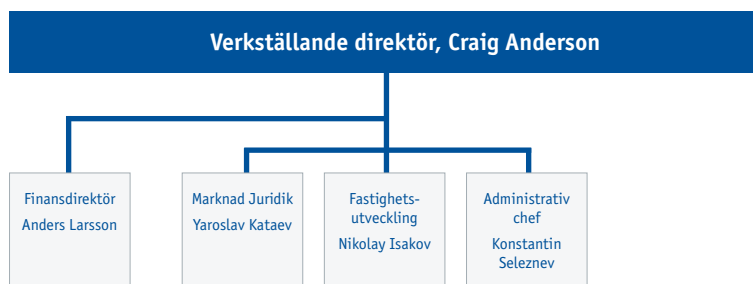 Verkställande direktör, Craig Anderson
Finansdirektör
Anders Larsson
Marknad Juridik
Yaroslav Kataev
Fastighets-
utveckling
Nikolay Isakov
Administrativ
chef
Konstantin
Seleznev